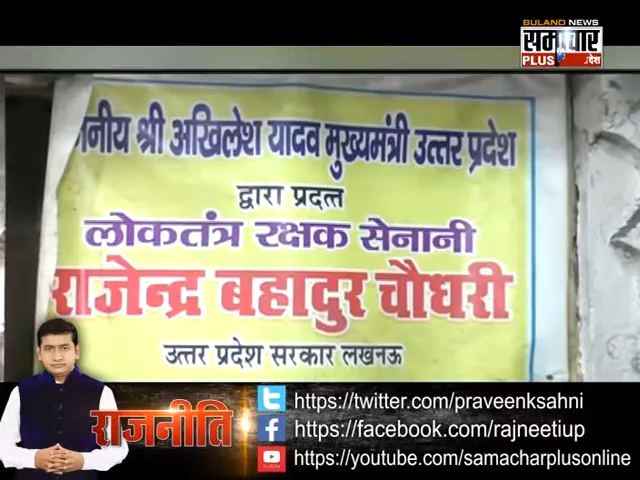 BULAND NEWS
समाचार
PLUS
श्री अखिलेश यादव मुख्यमंत्री उत्तर प्रदेश
द्वारा प्रदत्त
लोकतंत्र रक्षक सेनानी
राजेन्द्र बहादुर चौधरी
उत्तर प्रदेश सरकार लखनऊ
राजनीति
https://twitter.com/praveenksahni
https://facebook.com/rajneetiup
https://youtube.com/samacharplusonline